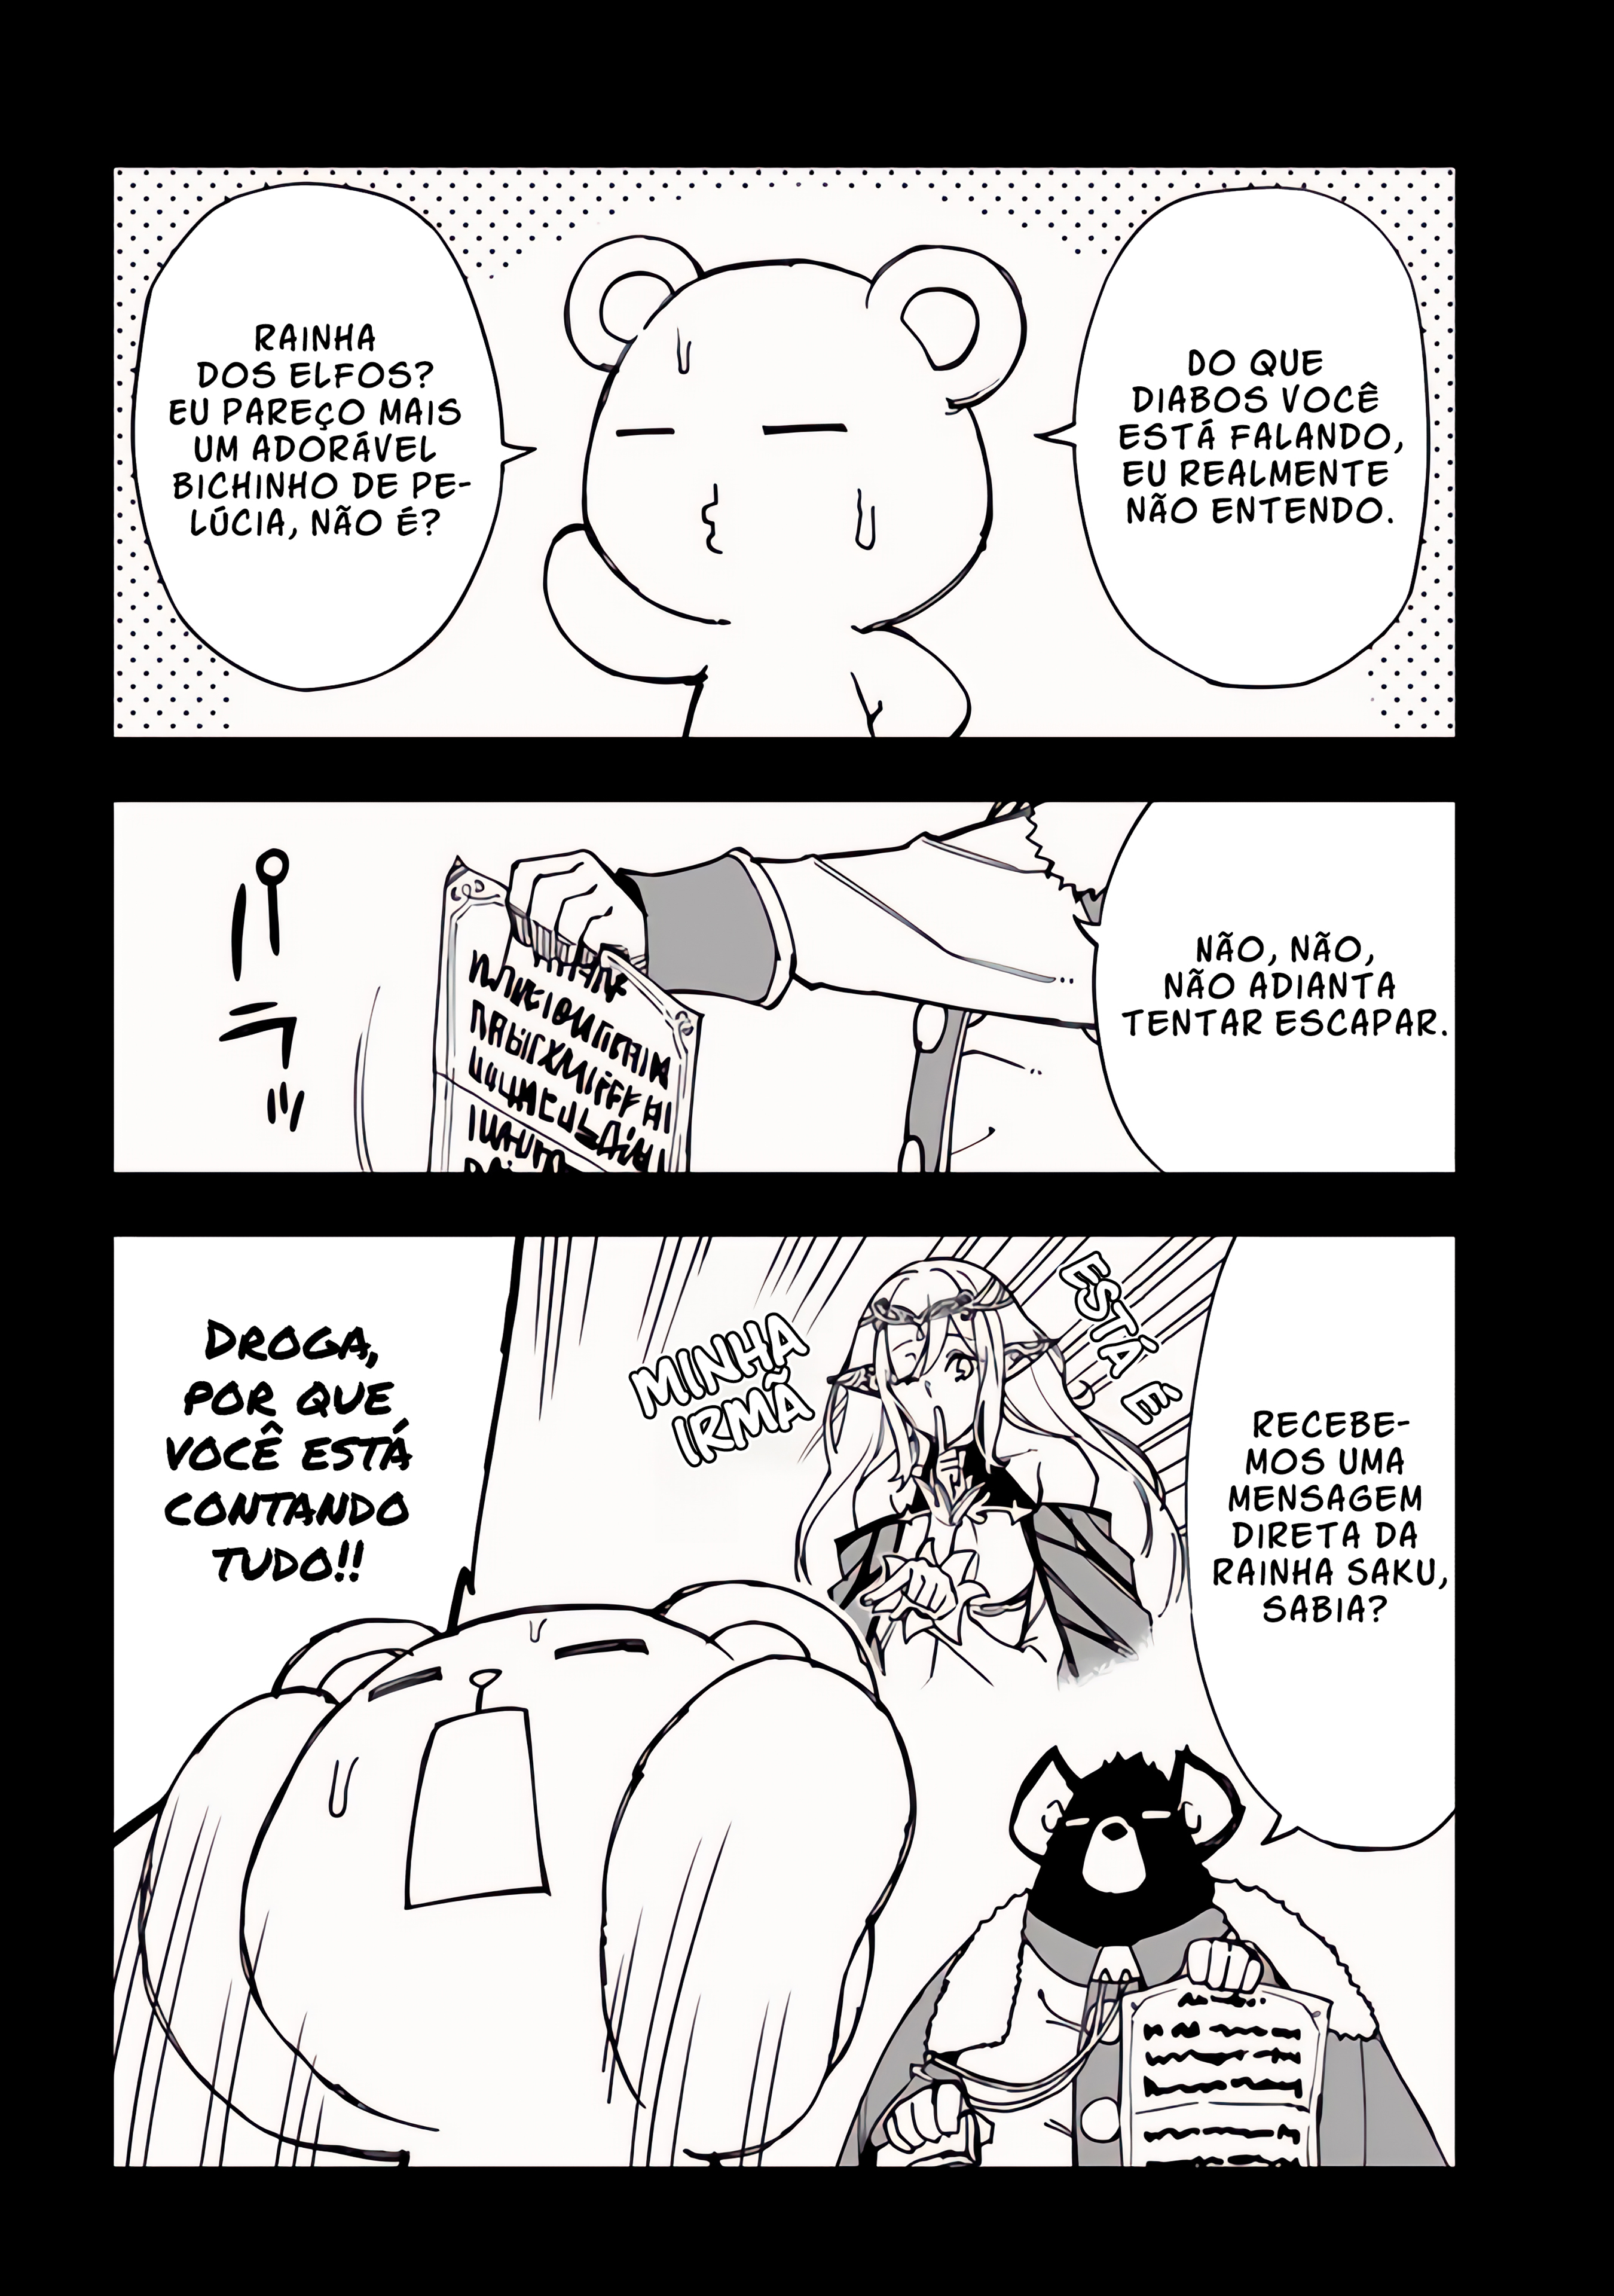 DO QUE
DIABOS VOCÊ
ESTÁ FALANDO,
EU REALMENTE
NÃO ENTENDO.
RAINHA
DOS ELFOS?
EU PAREÇO MAIS
UM ADORÁVEL
BICHINHO DE PE-
LÚCIA, NÃO É?
NÃO, NÃO,
NÃO ADIANTA
TENTAR ESCAPAR.
ピラッ
RECEBE-
MOS UMA
MENSAGEM
DIRETA DA
RAINHA SAKU,
SABIA?
ESTÁ É
MINHA
IRMÃ
DROGA,
POR QUE
VOCÊ ESTÁ
CONTANDO
TUDO!!